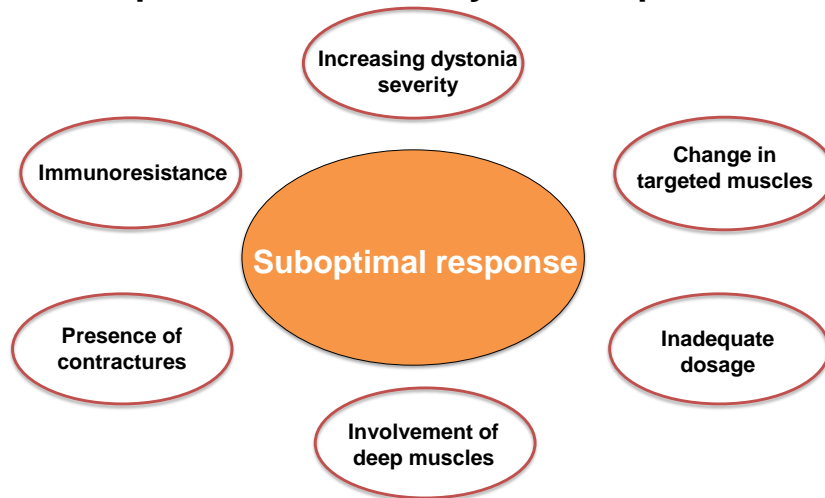 Increasing dystonia
severity
Immunoresistance
Change in
targeted muscles
Suboptimal response
Presence of
contractures
Inadequate
dosage
Involvement of
deep muscles